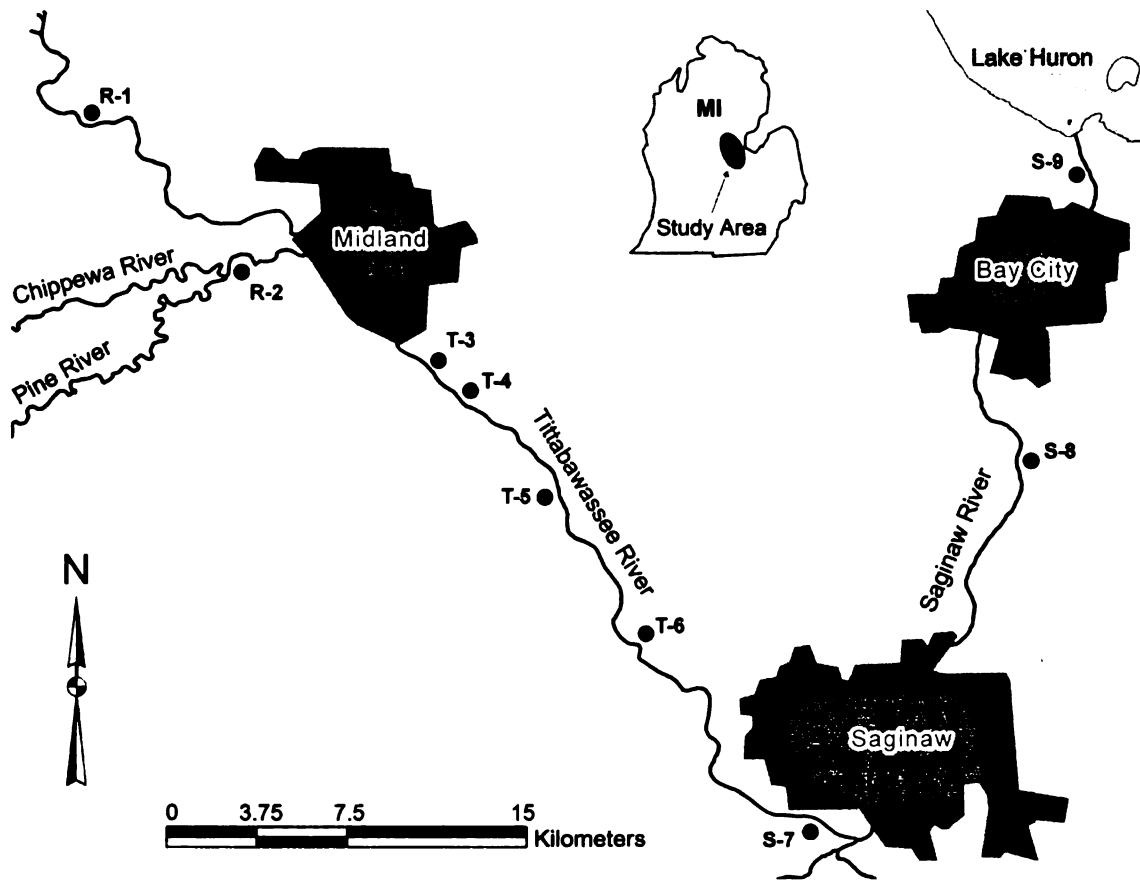 Lake Huron
R-1
MI
S-9
Study Area
Midland
Chippewa River
R-2
Bay City
Pine River
T-3
T-4
Tittabawassee River
S-8
T-5
Saginaw River
N
T-6
Saginaw
0 3.75 7.5 15
Kilometers
S-7